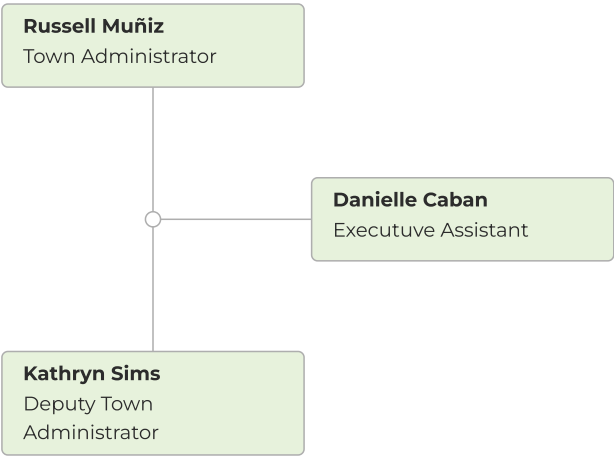 Russell Muñiz
Town Administrator
Danielle Caban
Executuve Assistant
Kathryn Sims
Deputy Town
Administrator